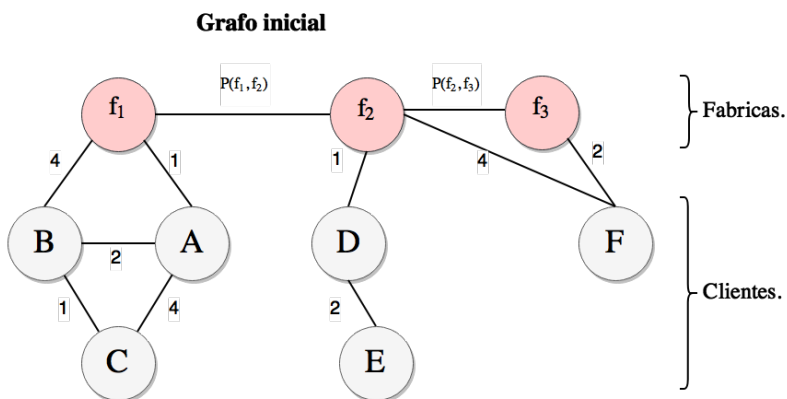 Grafo inicial
P(f₁,f₂)
P(f₂,f₃)
f₁
f₂
f₃
Fabricas.
4
1
1
4
2
B
A
D
F
2
1
4
2
Clientes.
C
E